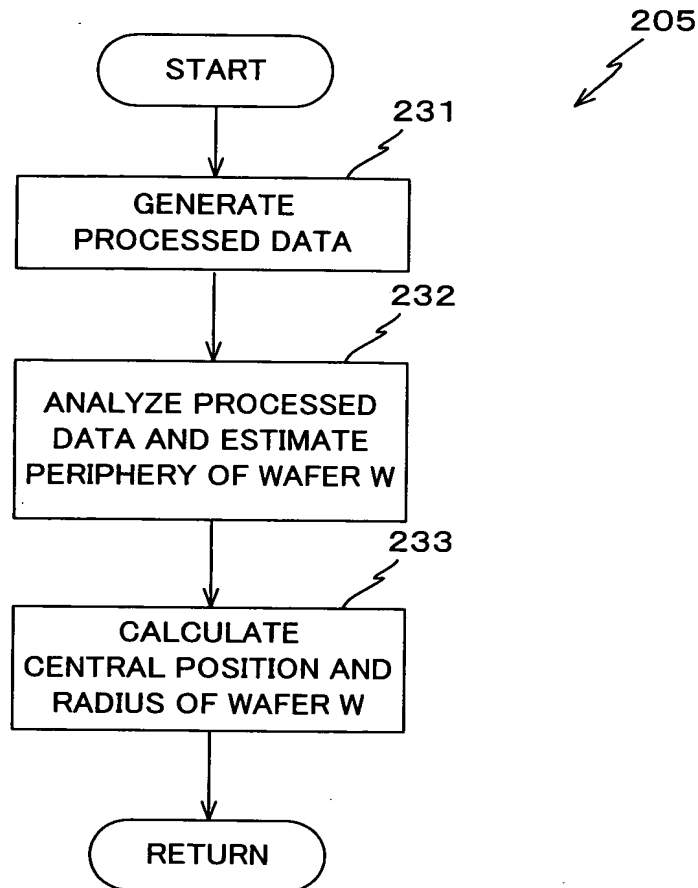 205
START
231
GENERATE
PROCESSED DATA
232
ANALYZE PROCESSED
DATA AND ESTIMATE
PERIPHERY OF WAFER W
233
CALCULATE
CENTRAL POSITION AND
RADIUS OF WAFER W
RETURN